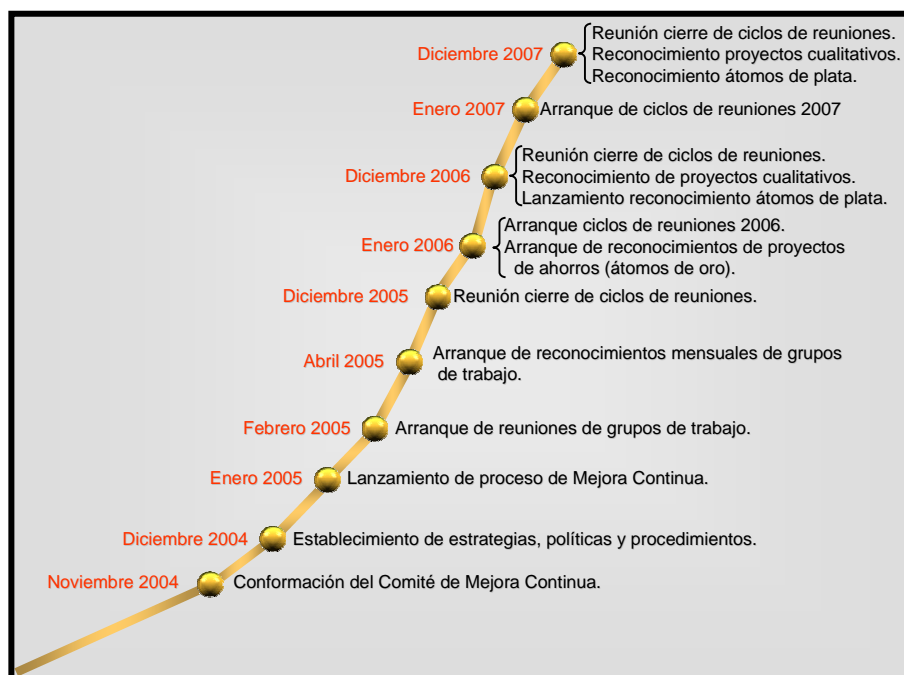 Diciembre 2007
Reunión cierre de ciclos de reuniones.
Reconocimiento proyectos cualitativos.
Reconocimiento átomos de plata.
Enero 2007
Arranque de ciclos de reuniones 2007
Diciembre 2006
Reunión cierre de ciclos de reuniones.
Reconocimiento de proyectos cualitativos.
Lanzamiento reconocimiento átomos de plata.
Enero 2006
Arranque ciclos de reuniones 2006.
Arranque de reconocimientos de proyectos
de ahorros (átomos de oro).
Diciembre 2005
Reunión cierre de ciclos de reuniones.
Abril 2005
Arranque de reconocimientos mensuales de grupos
de trabajo.
Febrero 2005
Arranque de reuniones de grupos de trabajo.
Enero 2005
Lanzamiento de proceso de Mejora Continua.
Diciembre 2004
Establecimiento de estrategias, políticas y procedimientos.
Noviembre 2004
Conformación del Comité de Mejora Continua.